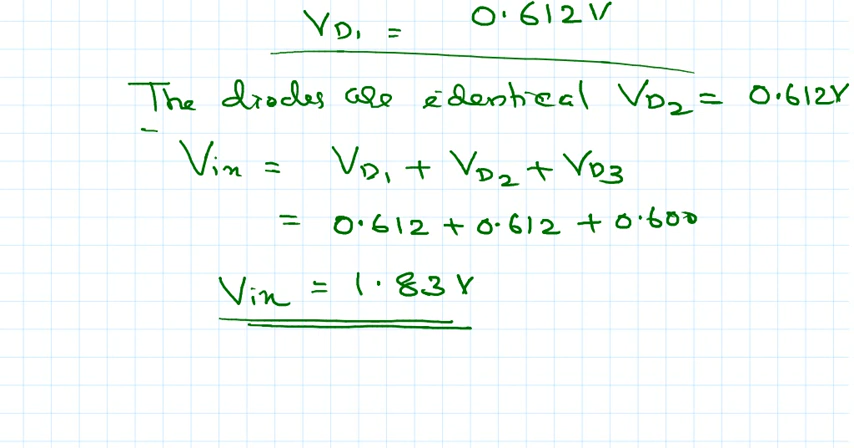 VD1 = 0.612V
The diodes are identical VD2 = 0.612V
Vin = VD1 + VD2 + VD3
= 0.612 + 0.612 + 0.600
Vin = 1.83V